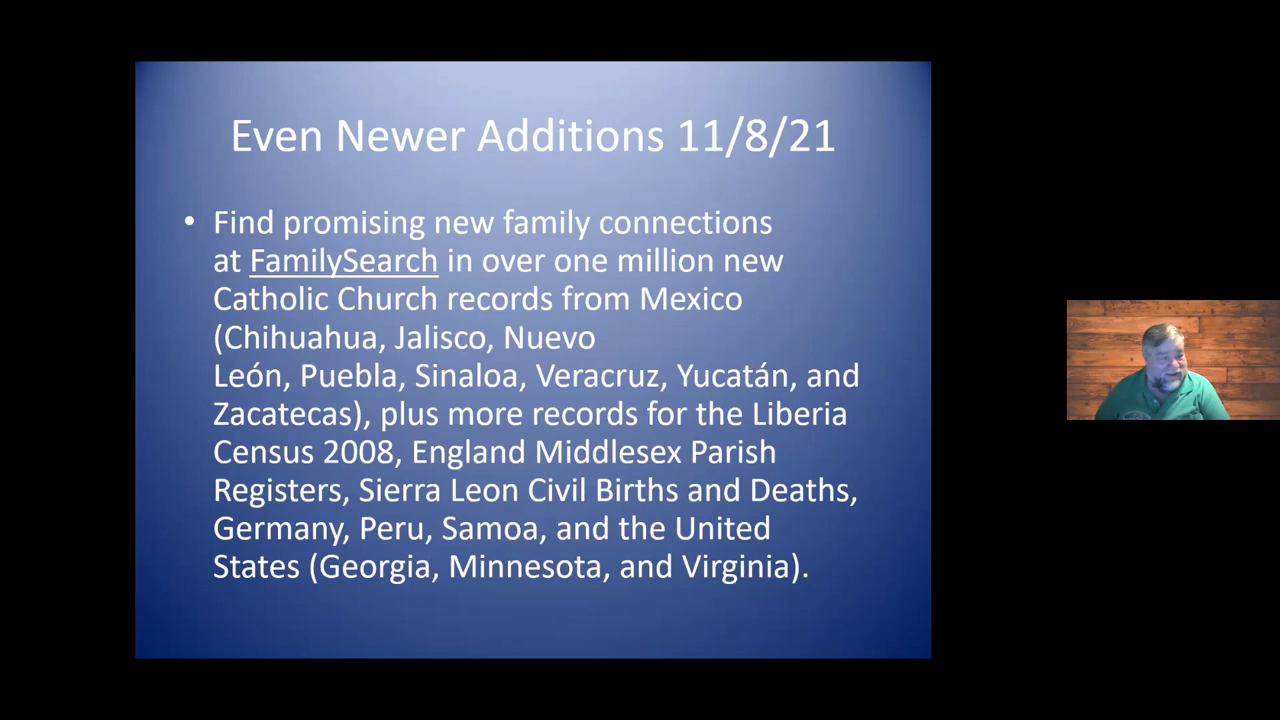 Even Newer Additions 11/8/21
• Find promising new family connections
at FamilySearch in over one million new
Catholic Church records from Mexico
(Chihuahua, Jalisco, Nuevo
León, Puebla, Sinaloa, Veracruz, Yucatán, and
Zacatecas), plus more records for the Liberia
Census 2008, England Middlesex Parish
Registers, Sierra Leon Civil Births and Deaths,
Germany, Peru, Samoa, and the United
States (Georgia, Minnesota, and Virginia).